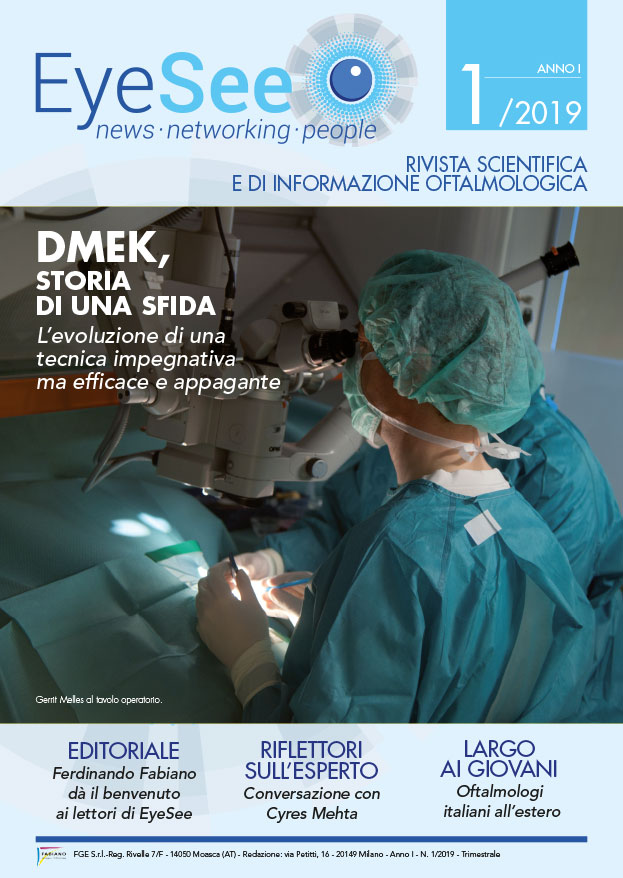 EyeSee
news·networking·people
ANNO I
1/2019
RIVISTA SCIENTIFICA
E DI INFORMAZIONE OFTALMOLOGICA
DMEK,
STORIA
DI UNA SFIDA
L'evoluzione di una
tecnica impegnativa
ma efficace e appagante
Gerrit Melles al tavolo operatorio.
EDITORIALE
Ferdinando Fabiano
dà il benvenuto
ai lettori di EyeSee
RIFLETTORI
SULL'ESPERTO
Conversazione con
Cyres Mehta
LARGO
AI GIOVANI
Oftalmologi
italiani all'estero
FABIANO
FGE S.r.l.-Reg. Rivelle 7/F - 14050 Moasca (AT) - Redazione: via Petitti, 16 - 20149 Milano - Anno I - N. 1/2019 - Trimestrale